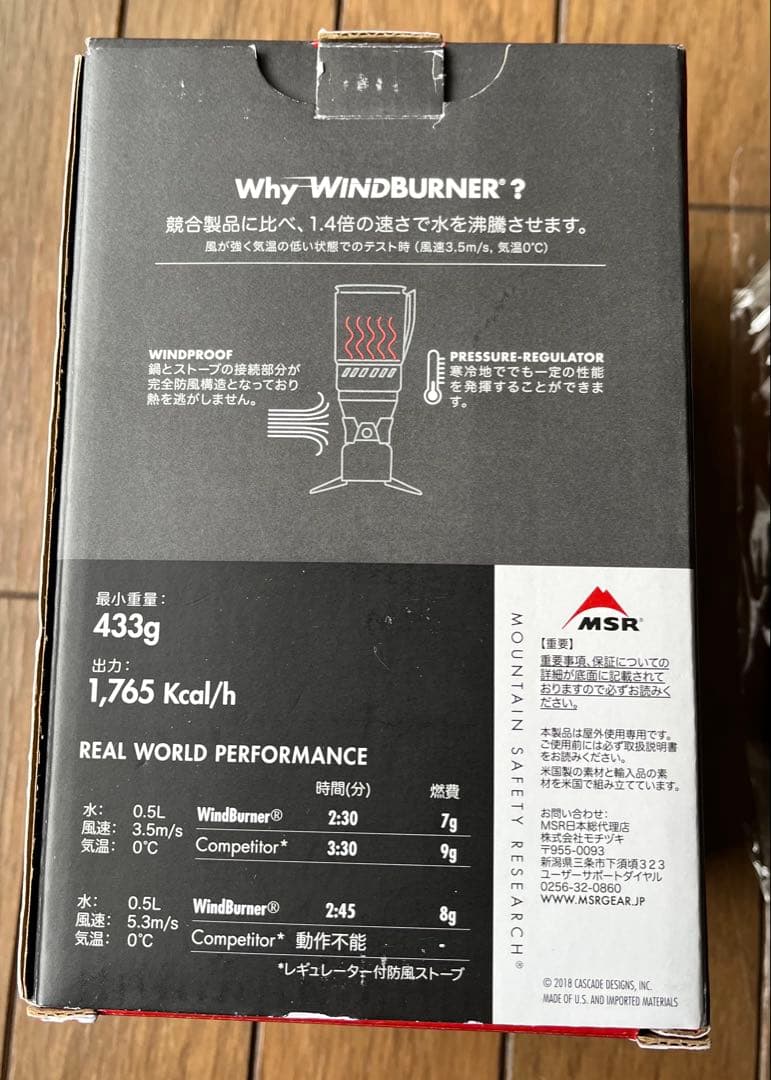 Why WINDBURNER® ?
競合製品に比べ、1.4倍の速さで水を沸騰させます。
風が強く気温の低い状態でのテスト時（風速3.5m/s, 気温0℃）
WINDPROOF
鍋とストーブの接続部分が
完全防風構造となっており
熱を逃がしません。
PRESSURE-REGULATOR
寒冷地ででも一定の性能
を発揮することができま
す。
最小重量：
433g
出力：
1,765 Kcal/h
REAL WORLD PERFORMANCE
時間(分) 燃費
水： 0.5L
風速： 3.5m/s
気温： 0℃
WindBurner® 2:30 7g
Competitor* 3:30 9g
水： 0.5L
風速： 5.3m/s
気温： 0℃
WindBurner® 2:45 8g
Competitor* 動作不能 -
*レギュレーター付防風ストーブ
MOUNTAIN SAFETY RESEARCH®
MSR®
【重要】
重要事項、保証についての
詳細が底面に記載されて
おりますので必ずお読みく
ださい。
本製品は屋外使用専用です。
ご使用前には必ず取扱説明書
をお読みください。
米国製の素材と輸入品の素
材を米国で組み立てています。
お問い合わせ：
MSR日本総代理店
株式会社モチヅキ
〒955-0093
新潟県三条市下須頃３２３
ユーザーサポートダイヤル
0256-32-0860
WWW.MSRGEAR.JP
© 2018 CASCADE DESIGNS, INC.
MADE OF U.S. AND IMPORTED MATERIALS